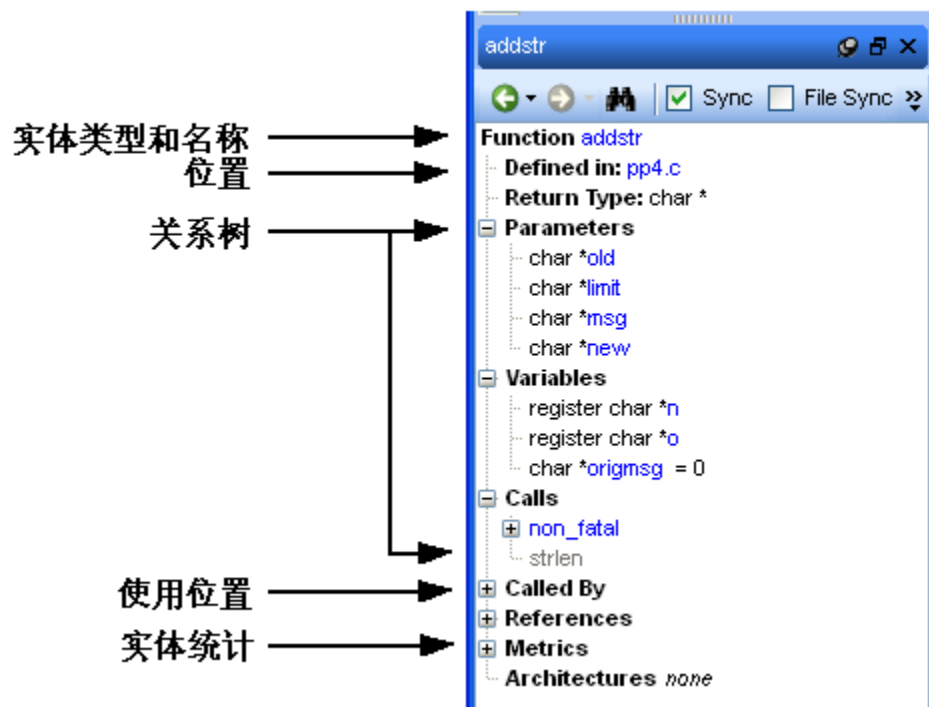 addstr
Sync File Sync
实体类型和名称
Function addstr
位置
Defined in: pp4.c
Return Type: char *
关系树
Parameters
char *old
char *limit
char *msg
char *new
Variables
register char *n
register char *o
char *origmsg = 0
Calls
non_fatal
strlen
使用位置
Called By
References
实体统计
Metrics
Architectures none